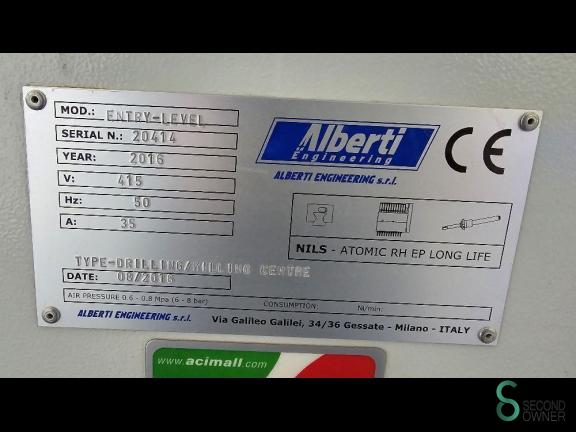 MOD.: ENTRY-LEVEL
SERIAL N.: 20414
YEAR: 2016
V: 415
Hz: 50
A: 35
TYPE-DRILLING/MILLING CENTRE
DATE: 08/2016
AIR PRESSURE 0.6 - 0.8 Mpa (6 - 8 bar) CONSUMPTION: Nl/min:
ALBERTI ENGINEERING s.r.l. Via Galileo Galilei, 34/36 Gessate - Milano - ITALY
Alberti
Engineering
ALBERTI ENGINEERING s.r.l.
CE
NILS - ATOMIC RH EP LONG LIFE
www.acimall.com
SECOND
OWNER